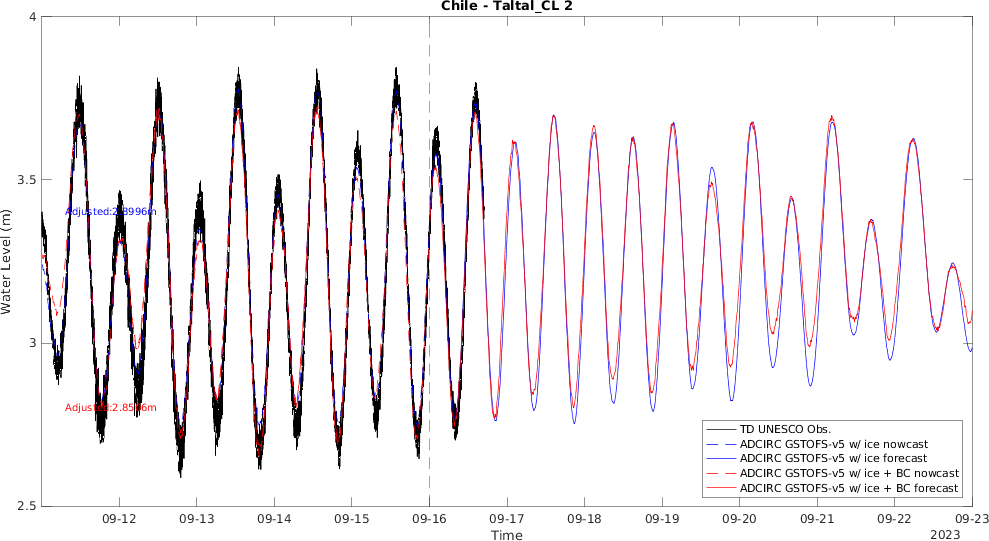 Chile - Taltal_CL 2
4
3.5
3
2.5
Water Level (m)
Adjusted:2.8996m
TD UNESCO Obs.
ADCIRC GSTOFS-v5 w/ ice nowcast
ADCIRC GSTOFS-v5 w/ ice forecast
ADCIRC GSTOFS-v5 w/ ice + BC nowcast
ADCIRC GSTOFS-v5 w/ ice + BC forecast
09-12 09-13 09-14 09-15 09-16 09-17 09-18 09-19 09-20 09-21 09-22 09-23
Time
2023